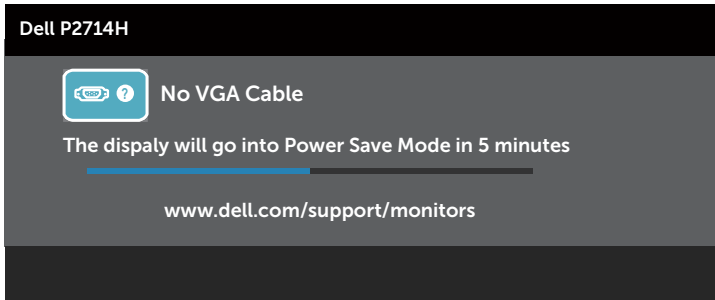 Dell P2714H
? No VGA Cable
The dispaly will go into Power Save Mode in 5 minutes
www.dell.com/support/monitors